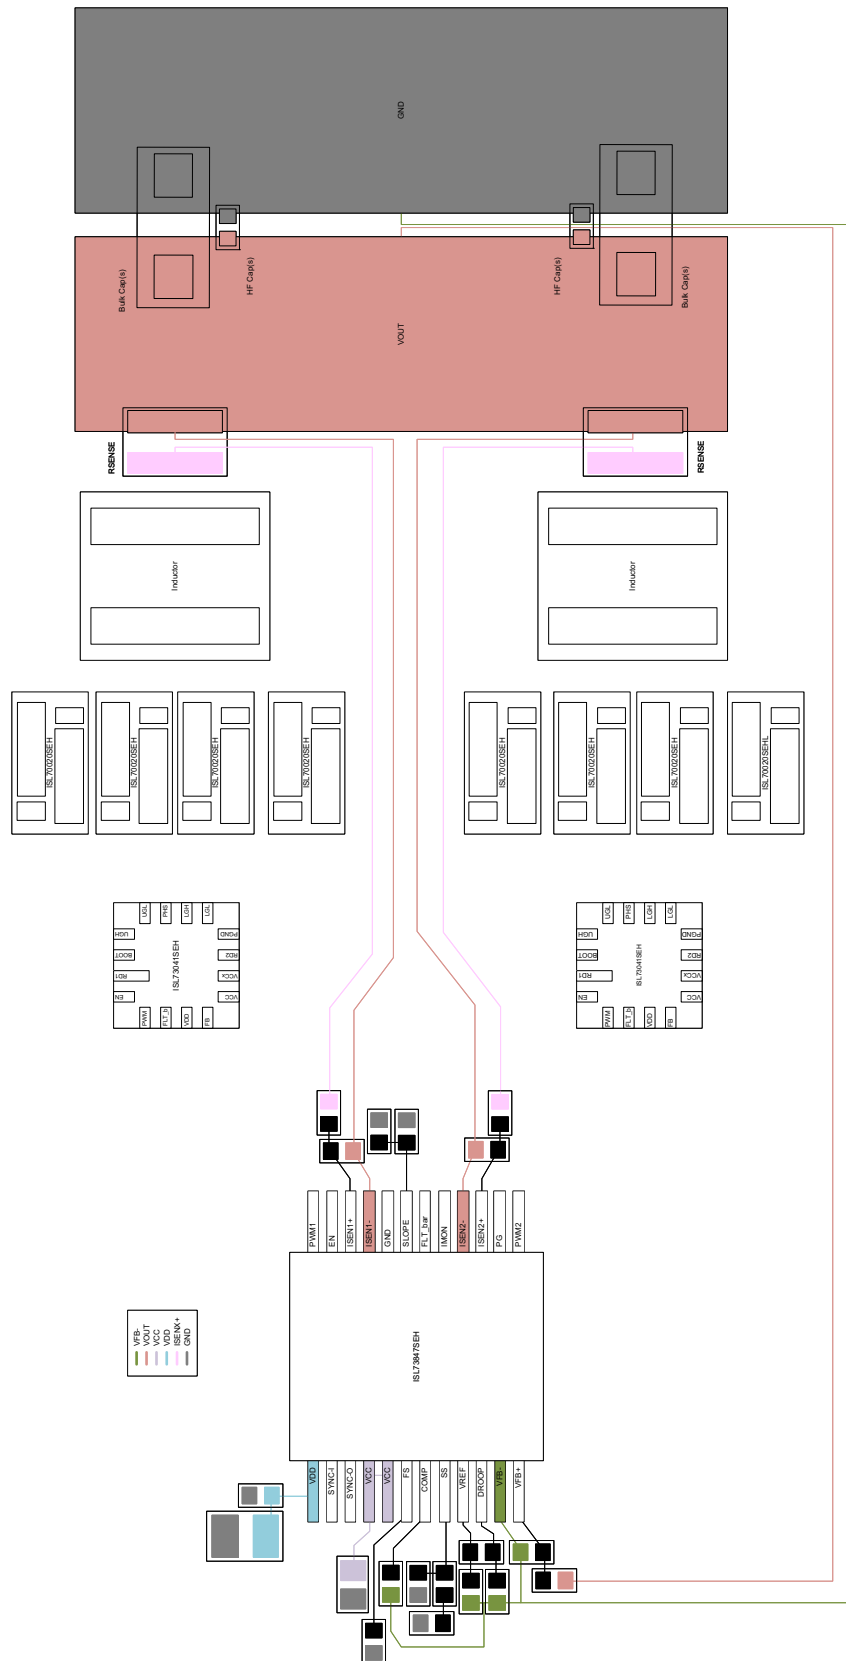 GND
Bulk Cap(s)
HF Cap(s)
HF Cap(s)
Bulk Cap(s)
VOUT
RSENSE
RSENSE
Inductor
Inductor
ISL70020SEH
ISL70020SEH
ISL70020SEH
ISL70020SEH
ISL70020SEH
ISL70020SEH
ISL70020SEH
ISL70020SEHL
UGL
PHS
LGH
LGL
UGH
BOOT
RD1
EN
ISL73041SEH
PGND
RD2
VCCx
VCC
PWM
FLT_b
VDD
FB
UGL
PHS
LGH
LGL
UGH
BOOT
RD1
EN
ISL73041SEH
PGND
RD2
VCCx
VCC
PWM
FLT_b
VDD
FB
PWM1
EN
ISEN1+
ISEN1-
GND
SLOPE
FLT_bar
IMON
ISEN2-
ISEN2+
PG
PWM2
ISL73847SEH
VFB-
VOUT
VCC
VDD
ISENX+
GND
VDD
SYNC-I
SYNC-O
VCC
VCC
FS
COMP
SS
VREF
DROOP
VFB-
VFB+